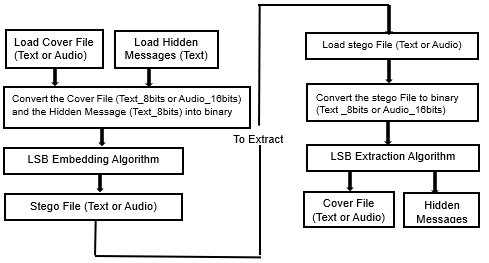 Load Cover File
(Text or Audio)
Load Hidden
Messages (Text)
Convert the Cover File (Text_8bits or Audio_16bits)
and the Hidden Message (Text_8bits) into binary
LSB Embedding Algorithm
Stego File (Text or Audio)
To Extract
Load stego File (Text or Audio)
Convert the stego File to binary
(Text _8bits or Audio_16bits)
LSB Extraction Algorithm
Cover File
(Text or Audio)
Hidden
Messages